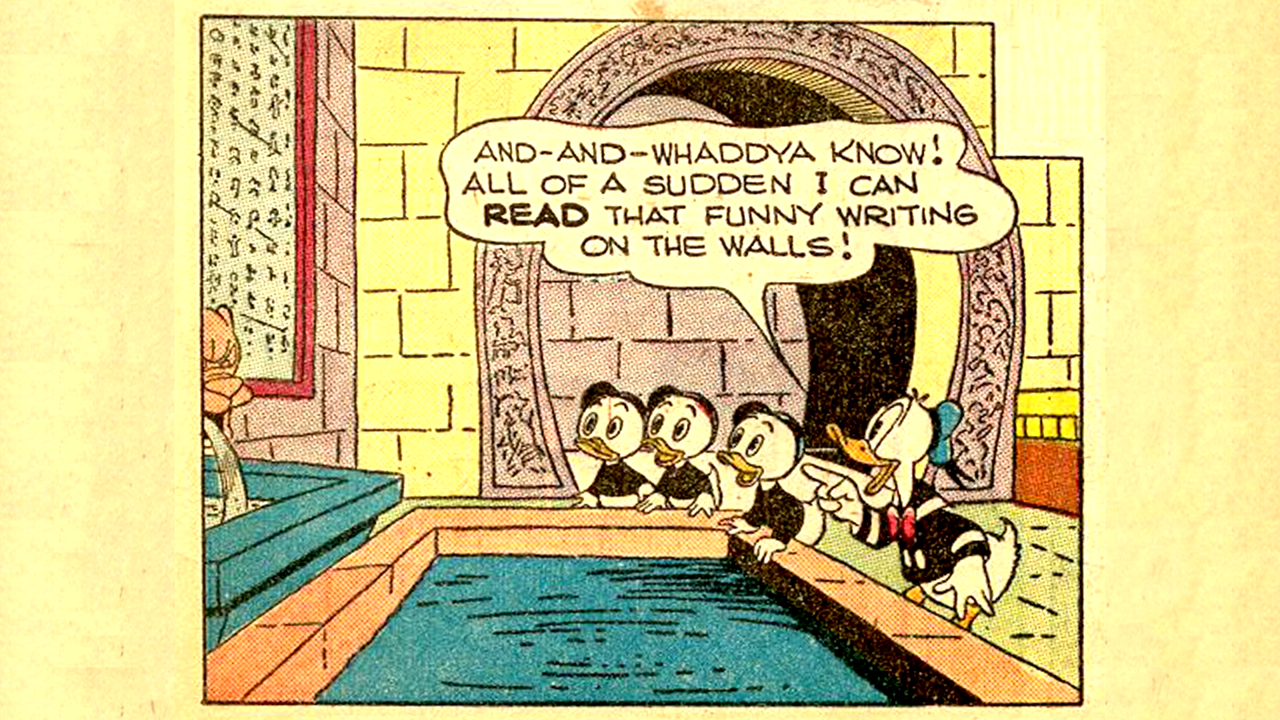 AND-AND-WHADDYA KNOW!
ALL OF A SUDDEN I CAN
READ THAT FUNNY WRITING
ON THE WALLS!